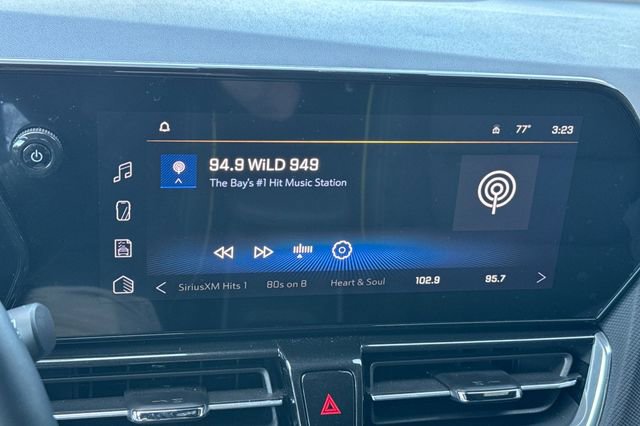 77° 3:23
94.9 WiLD 949
The Bay's #1 Hit Music Station
SiriusXM Hits 1 80s on 8 Heart & Soul 102.9 95.7